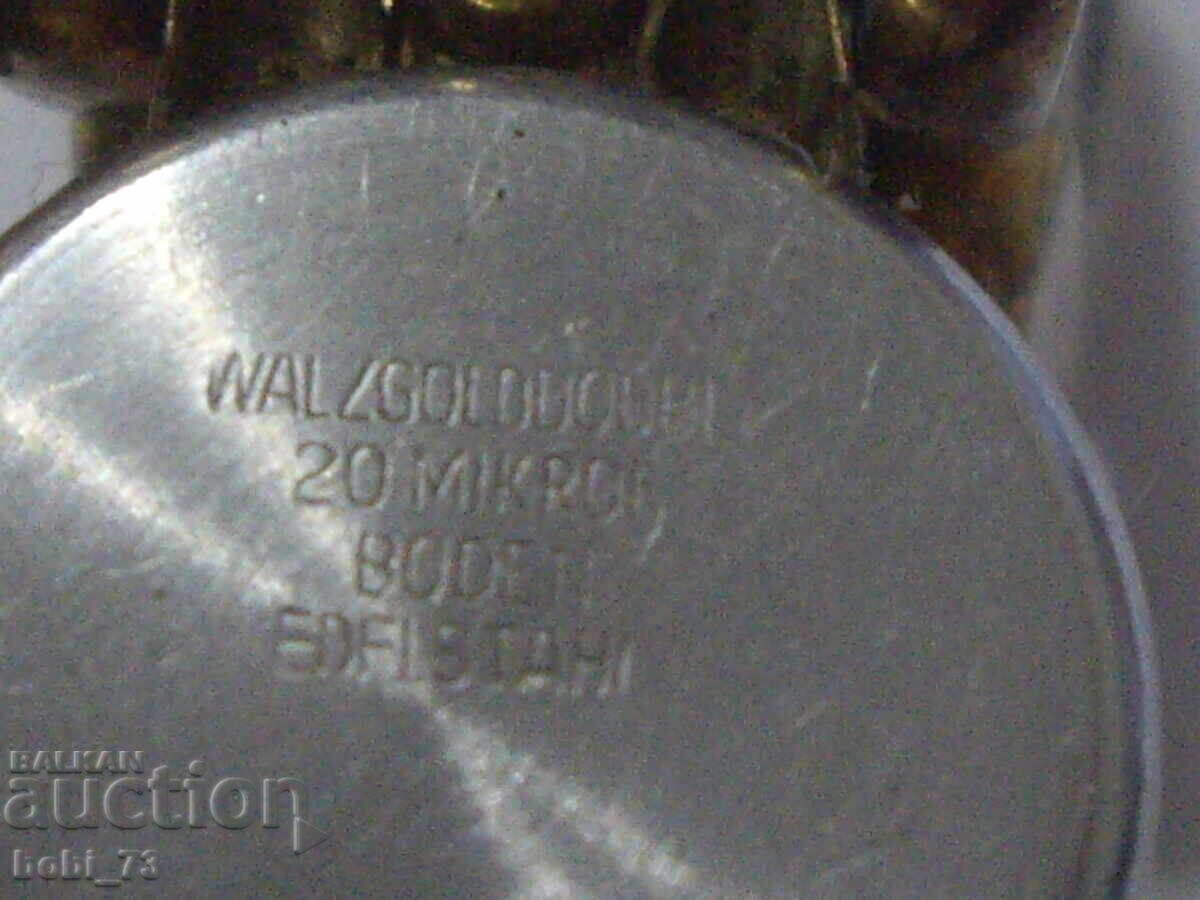 WALZGOLDDOUBLE
20 MIKRON
BODEN
EDELSTAHL
BALKAN
auction
bobi_73